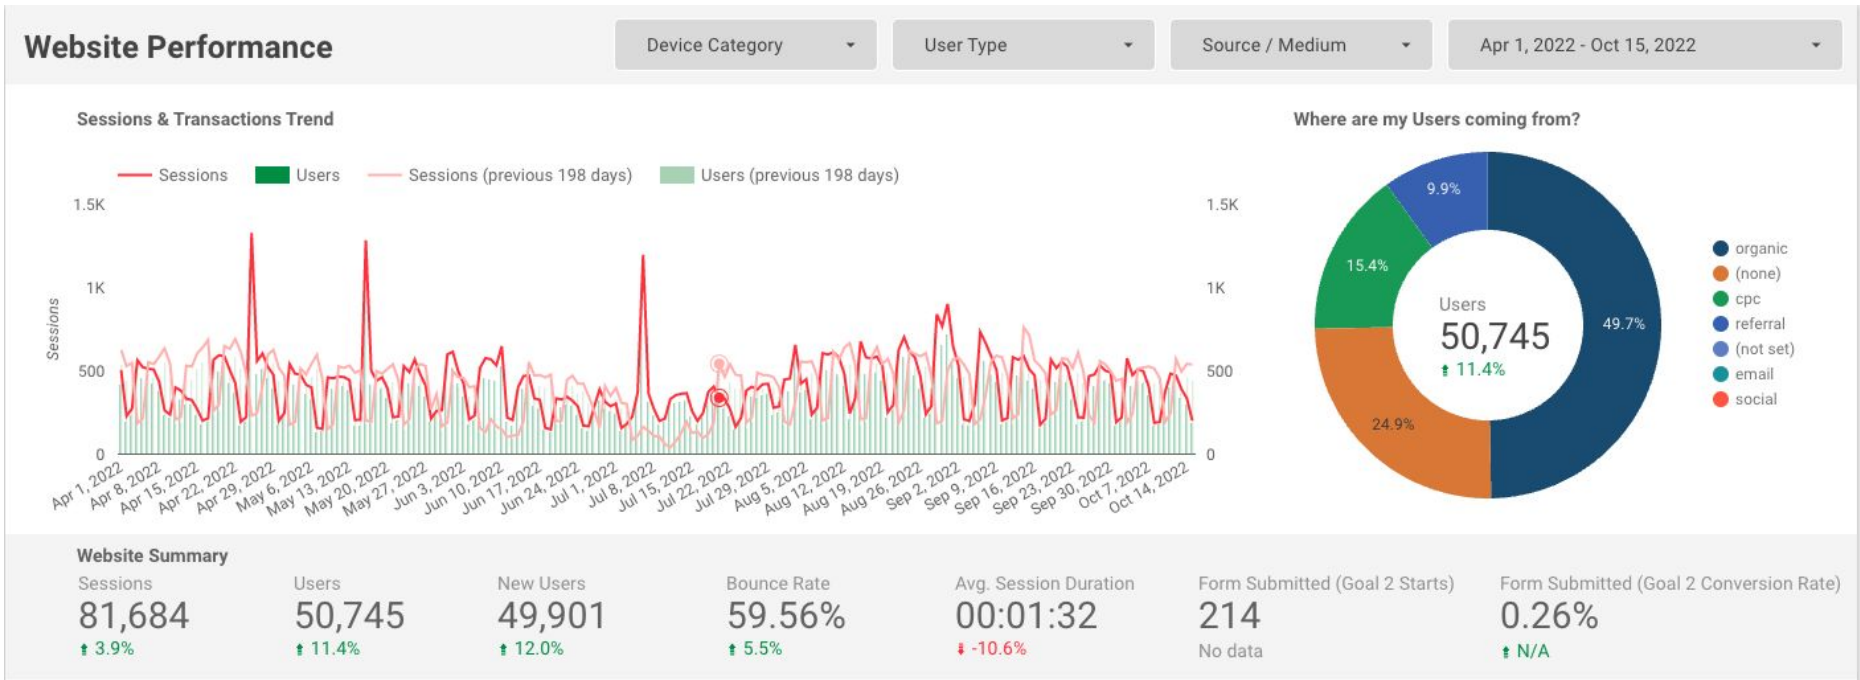 Website Performance
Device Category
User Type
Source / Medium
Apr 1, 2022 - Oct 15, 2022
Sessions & Transactions Trend
Sessions
Users
Sessions (previous 198 days)
Users (previous 198 days)
1.5K
1K
500
0
Sessions
1.5K
1K
500
0
Apr 1, 2022
Apr 8, 2022
Apr 15, 2022
Apr 22, 2022
Apr 29, 2022
May 6, 2022
May 13, 2022
May 20, 2022
May 27, 2022
Jun 3, 2022
Jun 10, 2022
Jun 17, 2022
Jun 24, 2022
Jul 1, 2022
Jul 8, 2022
Jul 15, 2022
Jul 22, 2022
Jul 29, 2022
Aug 5, 2022
Aug 12, 2022
Aug 19, 2022
Aug 26, 2022
Sep 2, 2022
Sep 9, 2022
Sep 16, 2022
Sep 23, 2022
Sep 30, 2022
Oct 7, 2022
Oct 14, 2022
Where are my Users coming from?
9.9%
15.4%
49.7%
24.9%
Users
50,745
11.4%
organic
(none)
cpc
referral
(not set)
email
social
Website Summary
Sessions
81,684
3.9%
Users
50,745
11.4%
New Users
49,901
12.0%
Bounce Rate
59.56%
5.5%
Avg. Session Duration
00:01:32
-10.6%
Form Submitted (Goal 2 Starts)
214
No data
Form Submitted (Goal 2 Conversion Rate)
0.26%
N/A